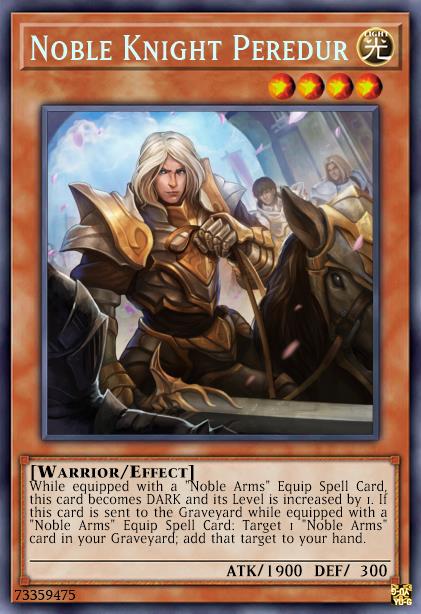 NOBLE KNIGHT PEREDUR
LIGHT
光
[WARRIOR/EFFECT]
While equipped with a "Noble Arms" Equip Spell Card,
this card becomes DARK and its Level is increased by 1. If
this card is sent to the Graveyard while equipped with a
"Noble Arms" Equip Spell Card: Target 1 "Noble Arms"
card in your Graveyard; add that target to your hand.
ATK/1900 DEF/ 300
73359475